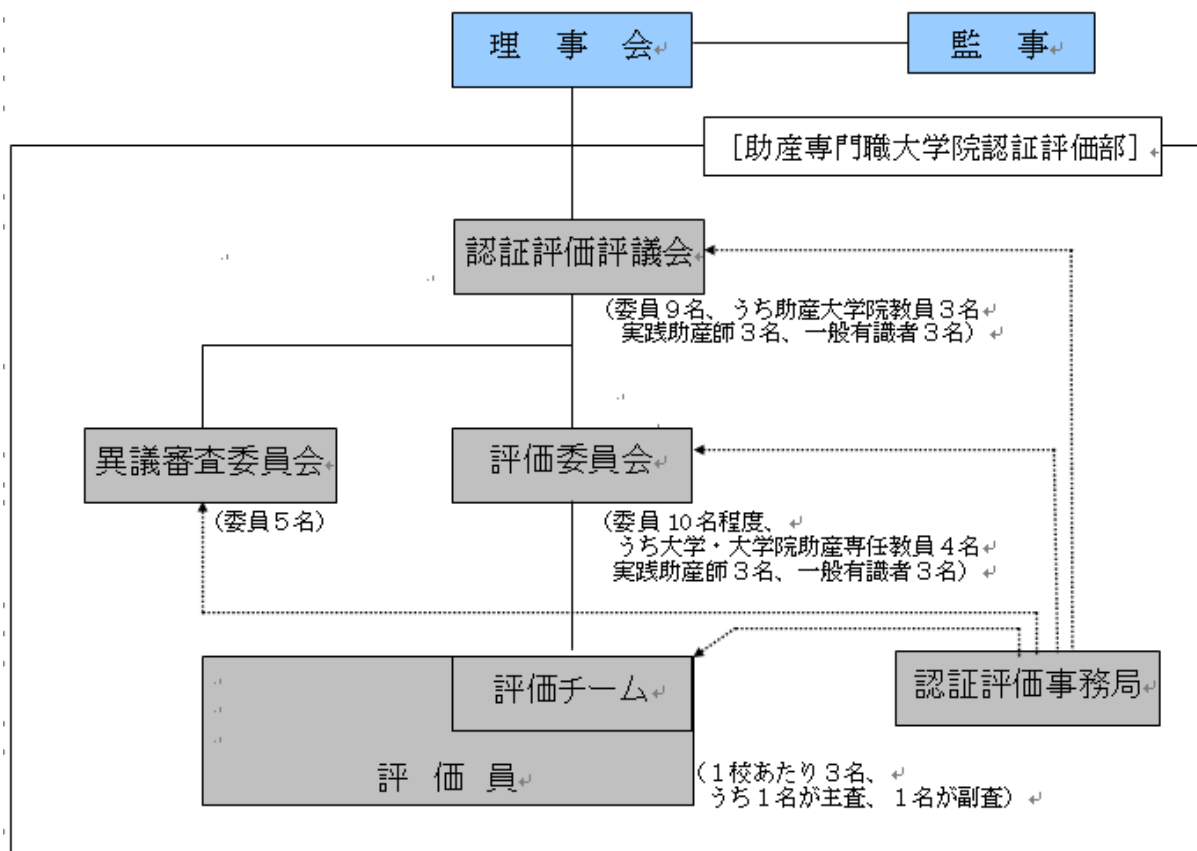 理　事　会
監　事
［助産専門職大学院認証評価部］
認証評価評議会
（委員９名、うち助産大学院教員３名
実践助産師３名、一般有識者３名）
異議審査委員会
（委員５名）
評価委員会
（委員 10 名程度、
うち大学・大学院助産専任教員４名
実践助産師３名、一般有識者３名）
評価チーム
認証評価事務局
評　価　員
（１校あたり３名、
うち１名が主査、１名が副査）